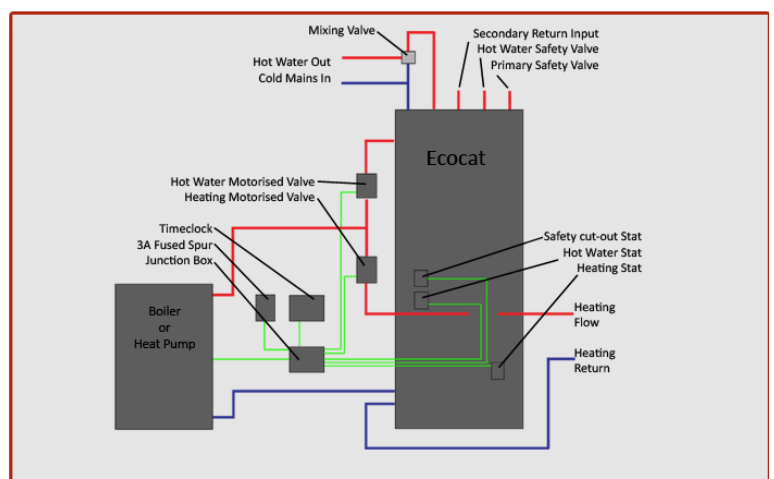 Mixing Valve
Hot Water Out
Cold Mains In
Secondary Return Input
Hot Water Safety Valve
Primary Safety Valve
Ecocat
Hot Water Motorised Valve
Heating Motorised Valve
Timeclock
3A Fused Spur
Junction Box
Safety cut-out Stat
Hot Water Stat
Heating Stat
Boiler
or
Heat Pump
Heating
Flow
Heating
Return